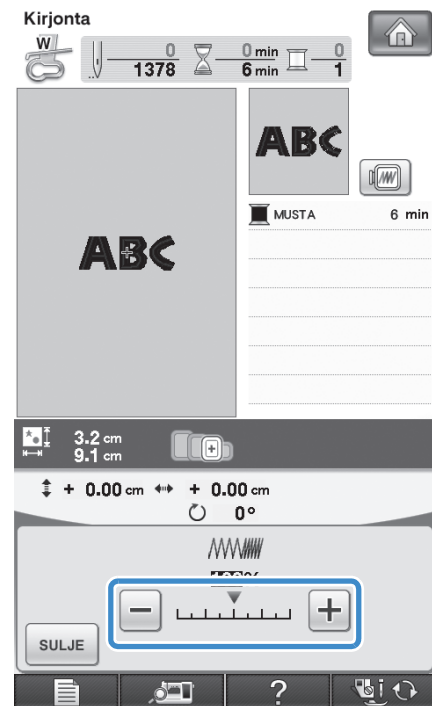 Kirjonta
W
0 0 min 0
1378 6 min 1
ABC
MUSTA 6 min
ABC
3.2 cm
9.1 cm
+ 0.00 cm + 0.00 cm
0°
SULJE
?